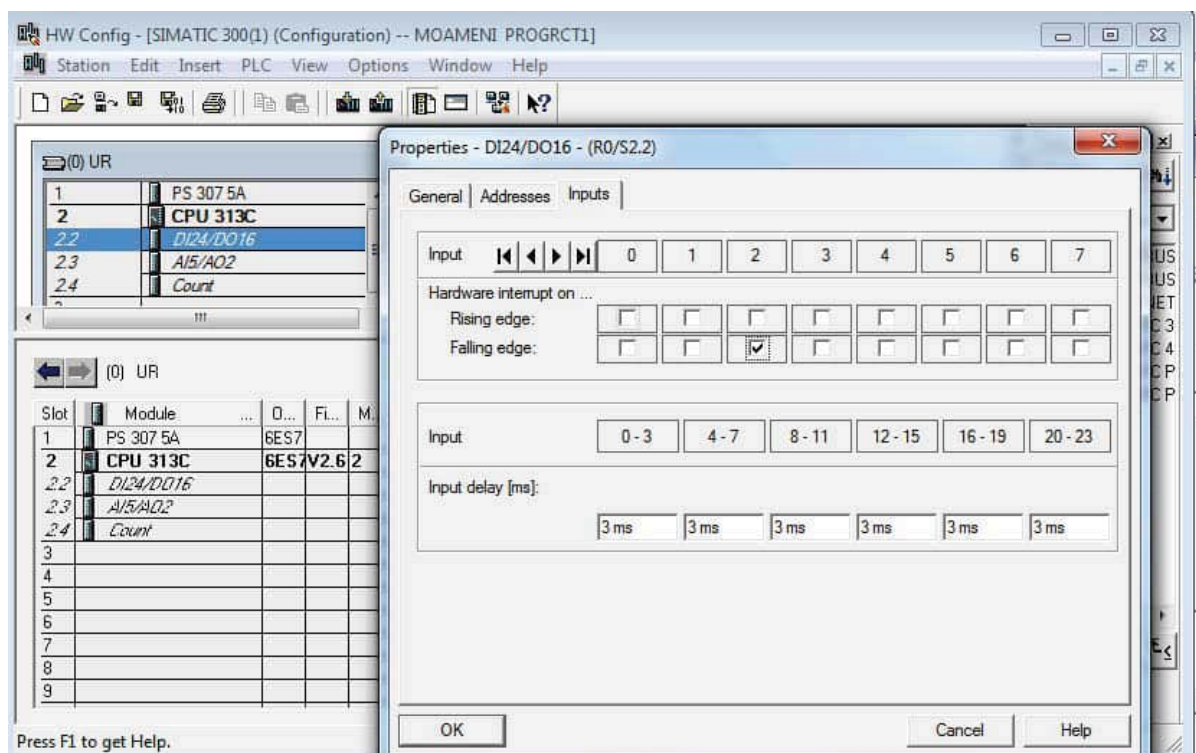 HW Config - [SIMATIC 300(1) (Configuration) -- MOAMENI PROGRCT1]
Station Edit Insert PLC View Options Window Help
(0) UR
1 PS 307 5A
2 CPU 313C
2.2 DI24/DO16
2.3 AI5/AO2
2.4 Count
Properties - DI24/DO16 - (R0/S2.2)
General Addresses Inputs
Input 0 1 2 3 4 5 6 7
Hardware interrupt on ...
Rising edge:
Falling edge:
Input 0 - 3 4 - 7 8 - 11 12 - 15 16 - 19 20 - 23
Input delay [ms]:
3 ms 3 ms 3 ms 3 ms 3 ms 3 ms
OK Cancel Help
(0) UR
Slot Module ... O... Fi... M.
1 PS 307 5A 6ES7
2 CPU 313C 6ES7 V2.6 2
2.2 DI24/DO16
2.3 AI5/AO2
2.4 Count
3
4
5
6
7
8
9
Press F1 to get Help.